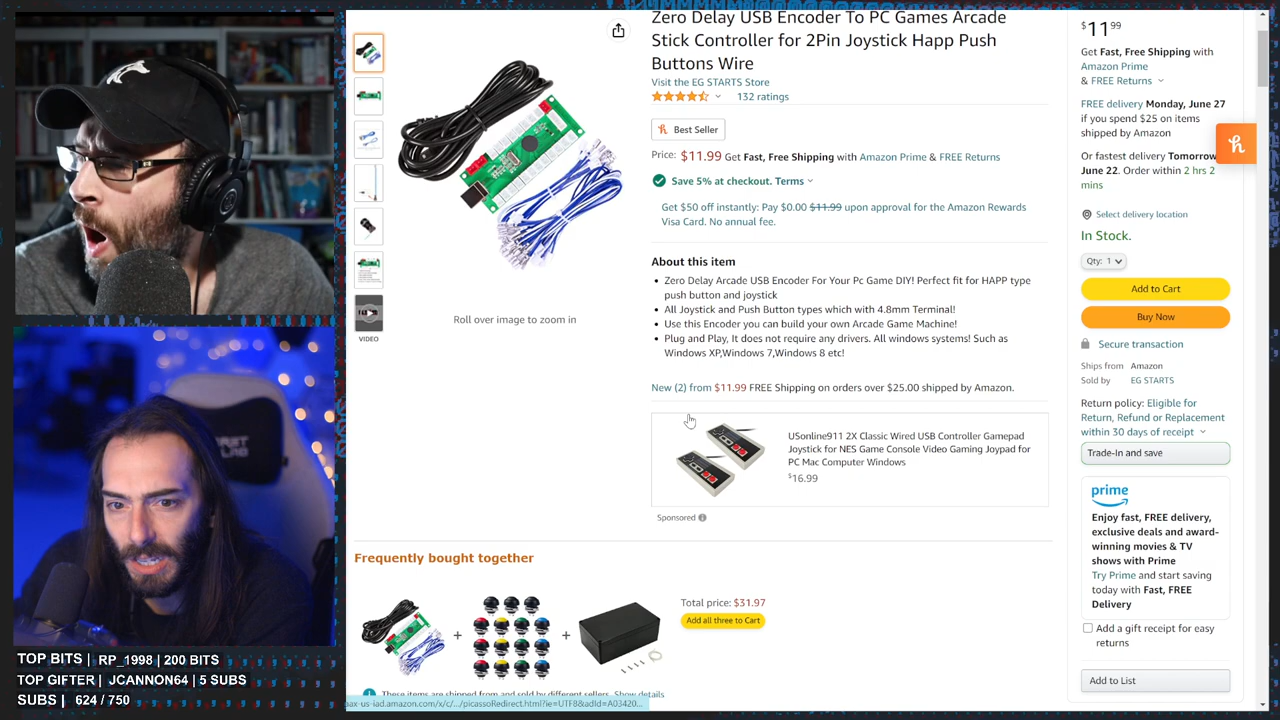 Zero Delay USB Encoder To PC Games Arcade
Stick Controller for 2Pin Joystick Happ Push
Buttons Wire
Visit the EG STARTS Store
132 ratings
Best Seller
Price: $11.99 Get Fast, Free Shipping with Amazon Prime & FREE Returns
Save 5% at checkout. Terms
Get $50 off instantly: Pay $0.00 $11.99 upon approval for the Amazon Rewards
Visa Card. No annual fee.
About this item
Zero Delay Arcade USB Encoder For Your Pc Game DIY! Perfect fit for HAPP type
push button and joystick
All Joystick and Push Button types which with 4.8mm Terminal!
Use this Encoder you can build your own Arcade Game Machine!
Plug and Play, It does not require any drivers. All windows systems! Such as
Windows XP,Windows 7,Windows 8 etc!
New (2) from $11.99 FREE Shipping on orders over $25.00 shipped by Amazon.
USonline911 2X Classic Wired USB Controller Gamepad
Joystick for NES Game Console Video Gaming Joypad for
PC Mac Computer Windows
$16.99
Sponsored
Roll over image to zoom in
VIDEO
Frequently bought together
Total price: $31.97
Add all three to Cart
These items are shipped from and sold by different sellers. Show details
$11.99
Get Fast, Free Shipping with
Amazon Prime
& FREE Returns
FREE delivery Monday, June 27
if you spend $25 on items
shipped by Amazon
Or fastest delivery Tomorrow
June 22. Order within 2 hrs 2
mins
Select delivery location
In Stock.
Qty: 1
Add to Cart
Buy Now
Secure transaction
Ships from Amazon
Sold by EG STARTS
Return policy: Eligible for
Return, Refund or Replacement
within 30 days of receipt
Trade-In and save
prime
Enjoy fast, FREE delivery,
exclusive deals and award-
winning movies & TV
shows with Prime
Try Prime and start saving
today with Fast, FREE
Delivery
Add a gift receipt for easy
returns
Add to List
TOP BITS | RP_1998 | 200 BITS
TOP GIFTER | JCANNON64 | 5 SUBS
SUBS | 624 / 750